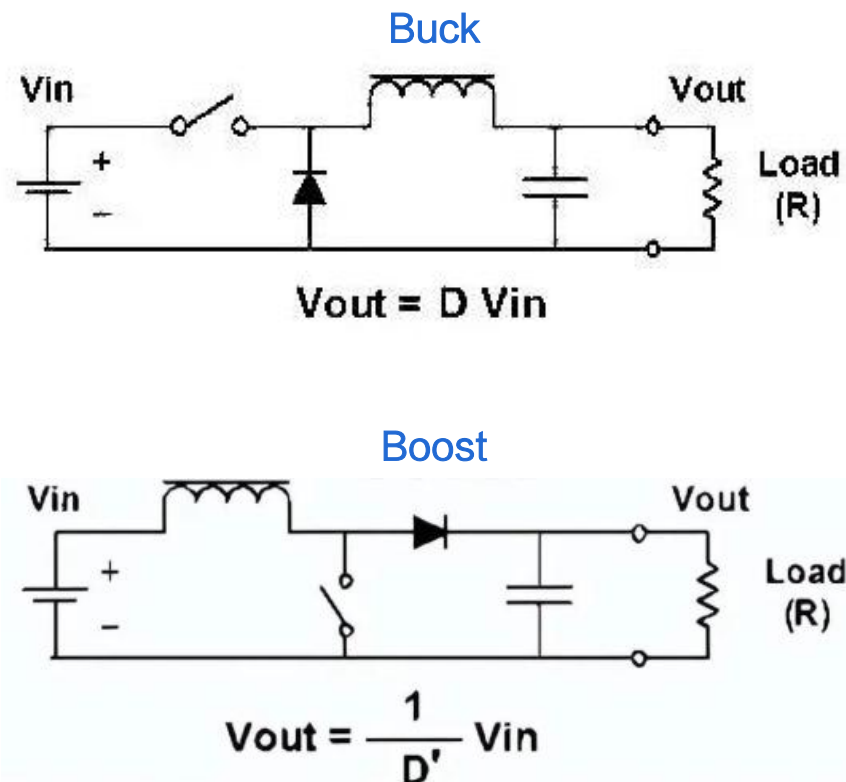 Buck
Vin
Vout
+
−
Load
(R)
Vout = D Vin
Boost
Vin
Vout
+
−
Load
(R)
Vout = 1/D' Vin